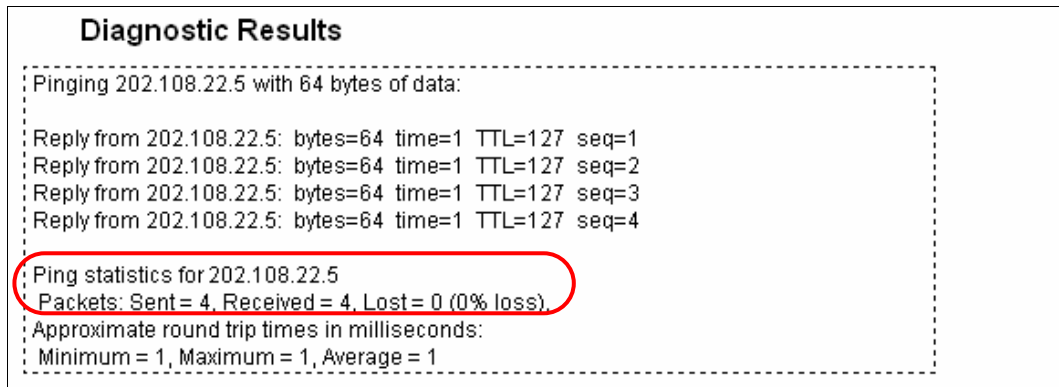 Diagnostic Results
Pinging 202.108.22.5 with 64 bytes of data:
Reply from 202.108.22.5: bytes=64 time=1 TTL=127 seq=1
Reply from 202.108.22.5: bytes=64 time=1 TTL=127 seq=2
Reply from 202.108.22.5: bytes=64 time=1 TTL=127 seq=3
Reply from 202.108.22.5: bytes=64 time=1 TTL=127 seq=4
Ping statistics for 202.108.22.5
Packets: Sent = 4, Received = 4, Lost = 0 (0% loss),
Approximate round trip times in milliseconds:
Minimum = 1, Maximum = 1, Average = 1